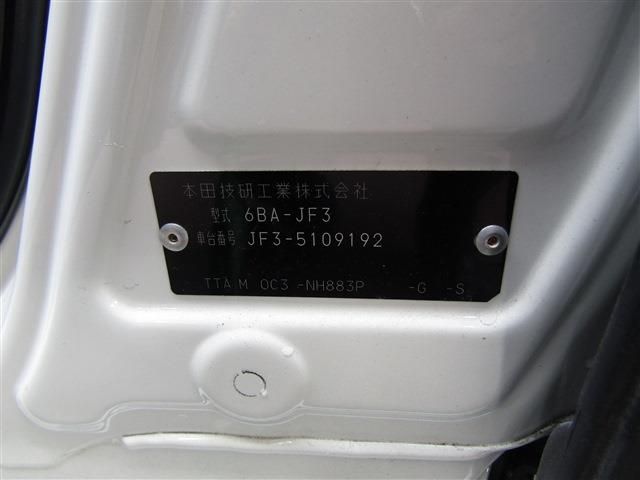 本田技研工業株式会社
型式 6BA-JF3
車台番号 JF3-5109192
TTA M OC3 -NH883P -G -S